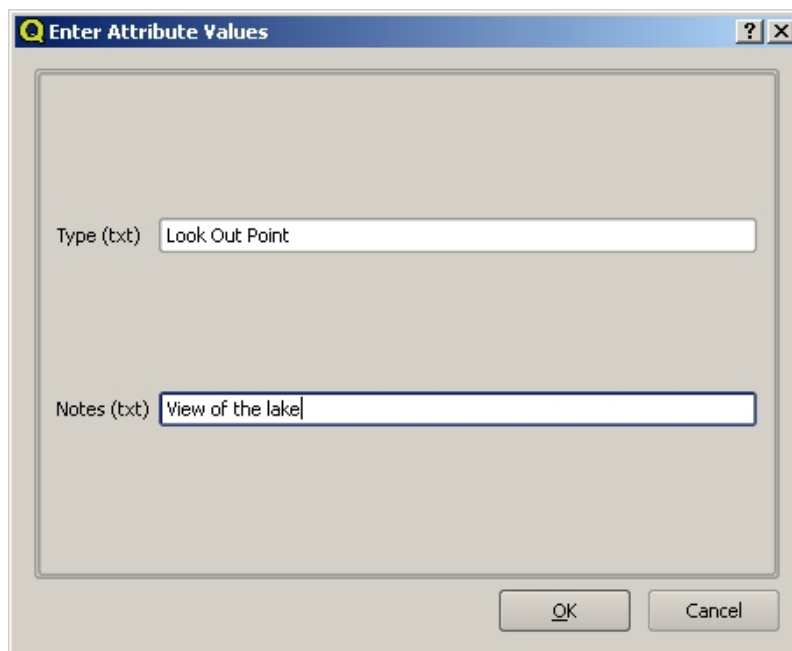 Enter Attribute Values
Type (txt) Look Out Point
Notes (txt) View of the lake
OK Cancel